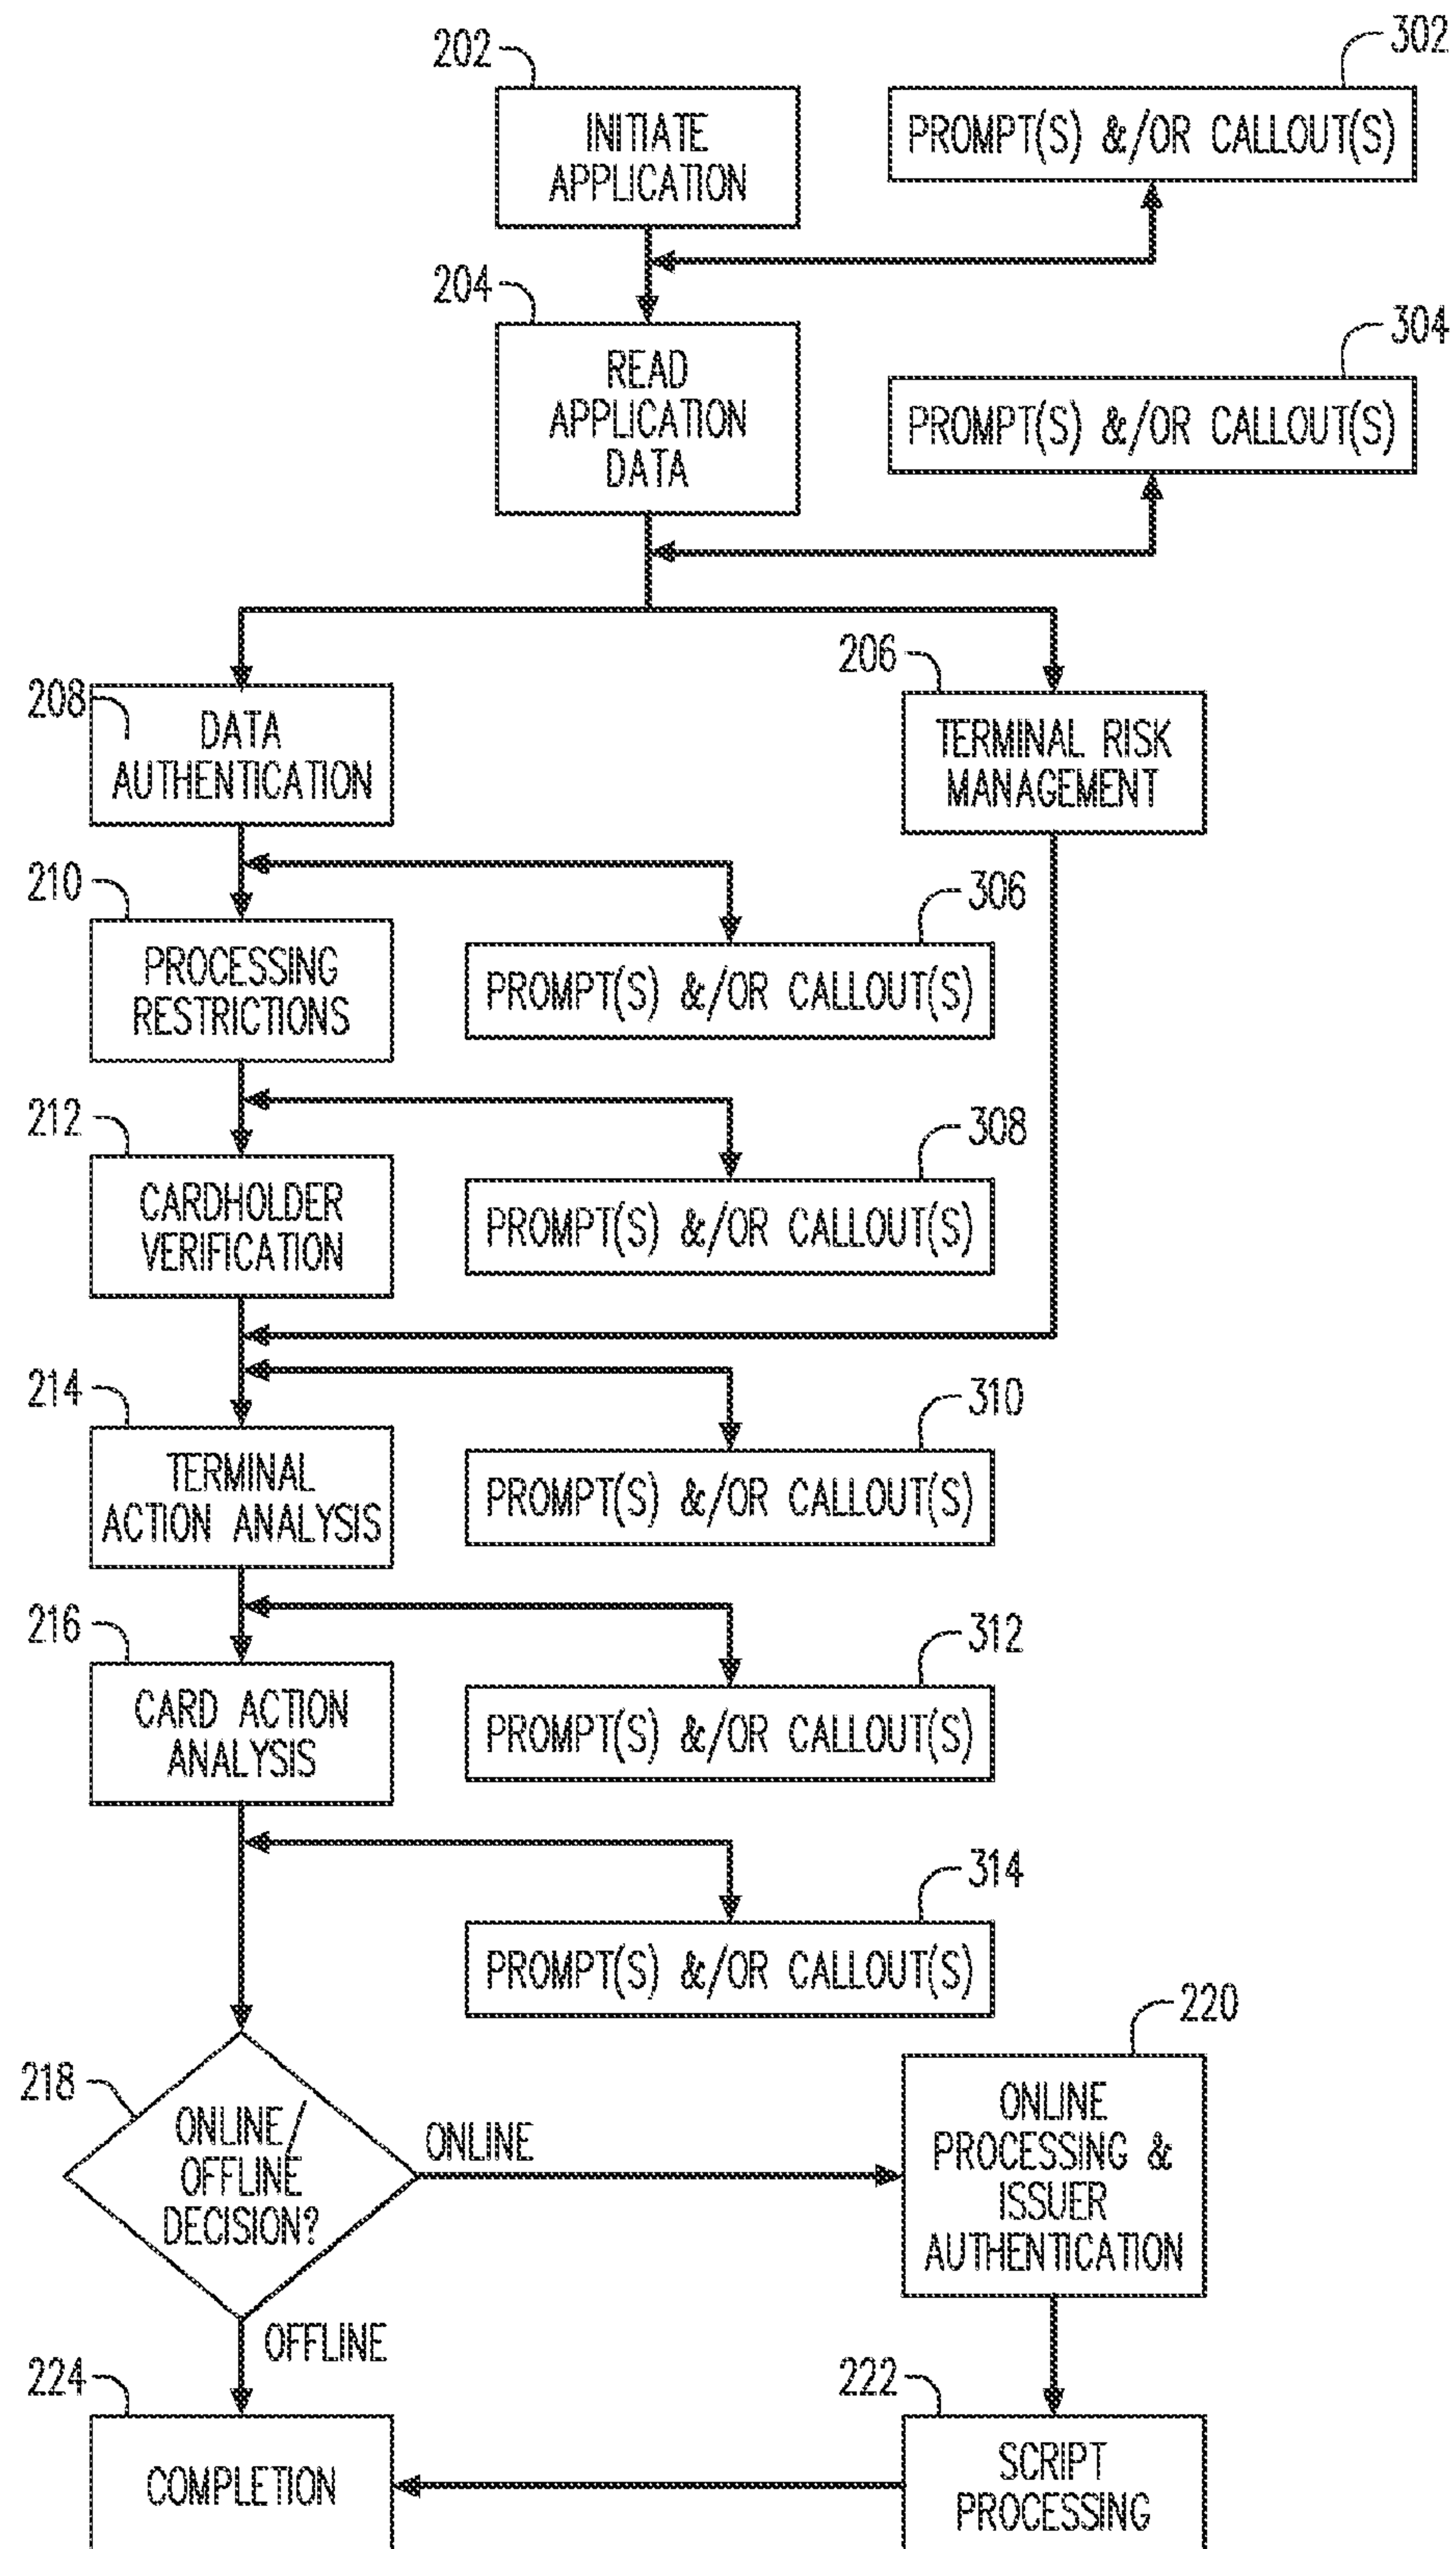 202
INITIATE
APPLICATION
302
PROMPT(S) &/OR CALLOUT(S)
204
READ
APPLICATION
DATA
304
PROMPT(S) &/OR CALLOUT(S)
208
DATA
AUTHENTICATION
206
TERMINAL RISK
MANAGEMENT
210
PROCESSING
RESTRICTIONS
306
PROMPT(S) &/OR CALLOUT(S)
212
CARDHOLDER
VERIFICATION
308
PROMPT(S) &/OR CALLOUT(S)
214
TERMINAL
ACTION ANALYSIS
310
PROMPT(S) &/OR CALLOUT(S)
216
CARD ACTION
ANALYSIS
312
PROMPT(S) &/OR CALLOUT(S)
314
PROMPT(S) &/OR CALLOUT(S)
218
ONLINE/
OFFLINE
DECISION?
ONLINE
OFFLINE
220
ONLINE
PROCESSING &
ISSUER
AUTHENTICATION
224
COMPLETION
222
SCRIPT
PROCESSING